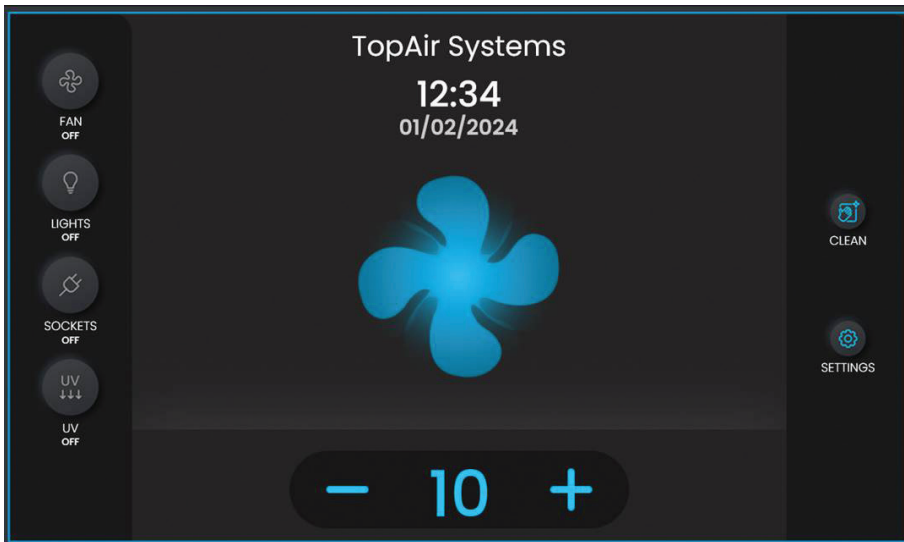 TopAir Systems
12:34
01/02/2024
FAN
OFF
LIGHTS
OFF
SOCKETS
OFF
UV
UV
OFF
CLEAN
SETTINGS
− 10 +